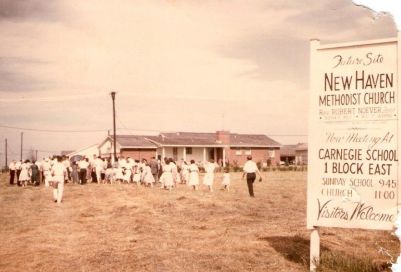 Future Site
NEW HAVEN
METHODIST CHURCH
REV. ROBERT NOEVER,
Now Meeting At
CARNEGIE SCHOOL
1 BLOCK EAST
SUNDAY SCHOOL 9:45
CHURCH 11:00
Visitors Welcome